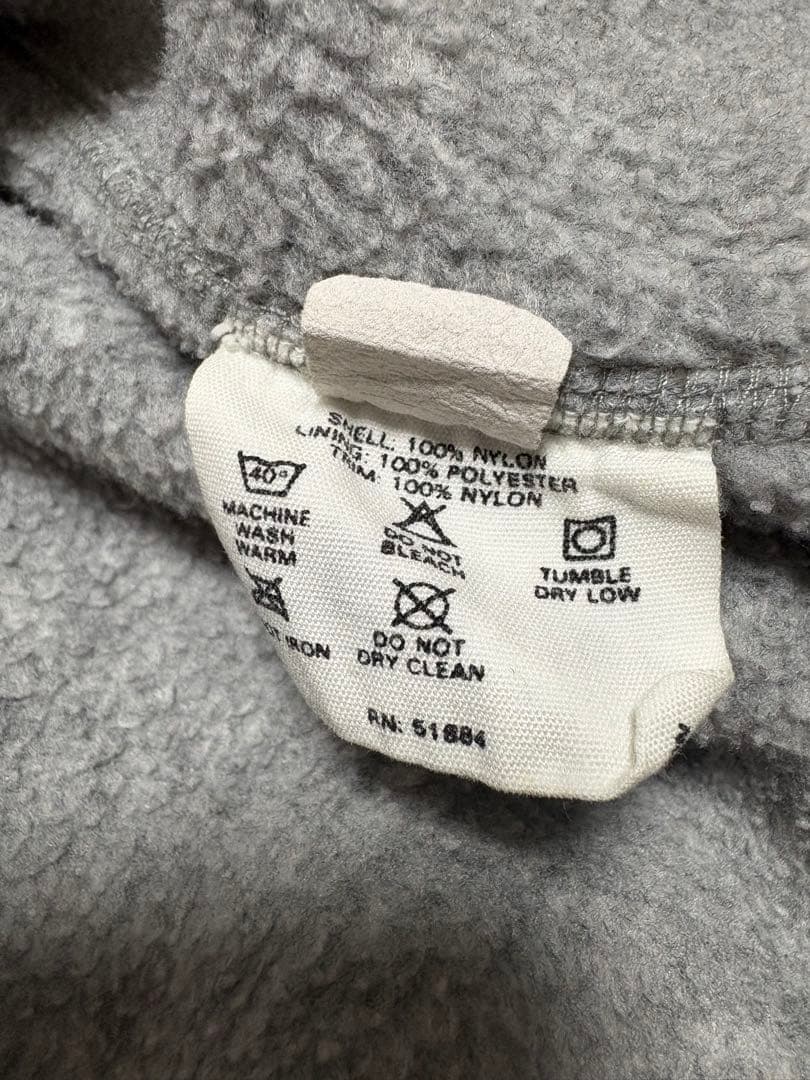 SHELL: 100% NYLON
LINING: 100% POLYESTER
TRIM: 100% NYLON
40°
MACHINE
WASH
WARM
DO NOT
BLEACH
TUMBLE
DRY LOW
IRON
DO NOT
DRY CLEAN
RN: 51884